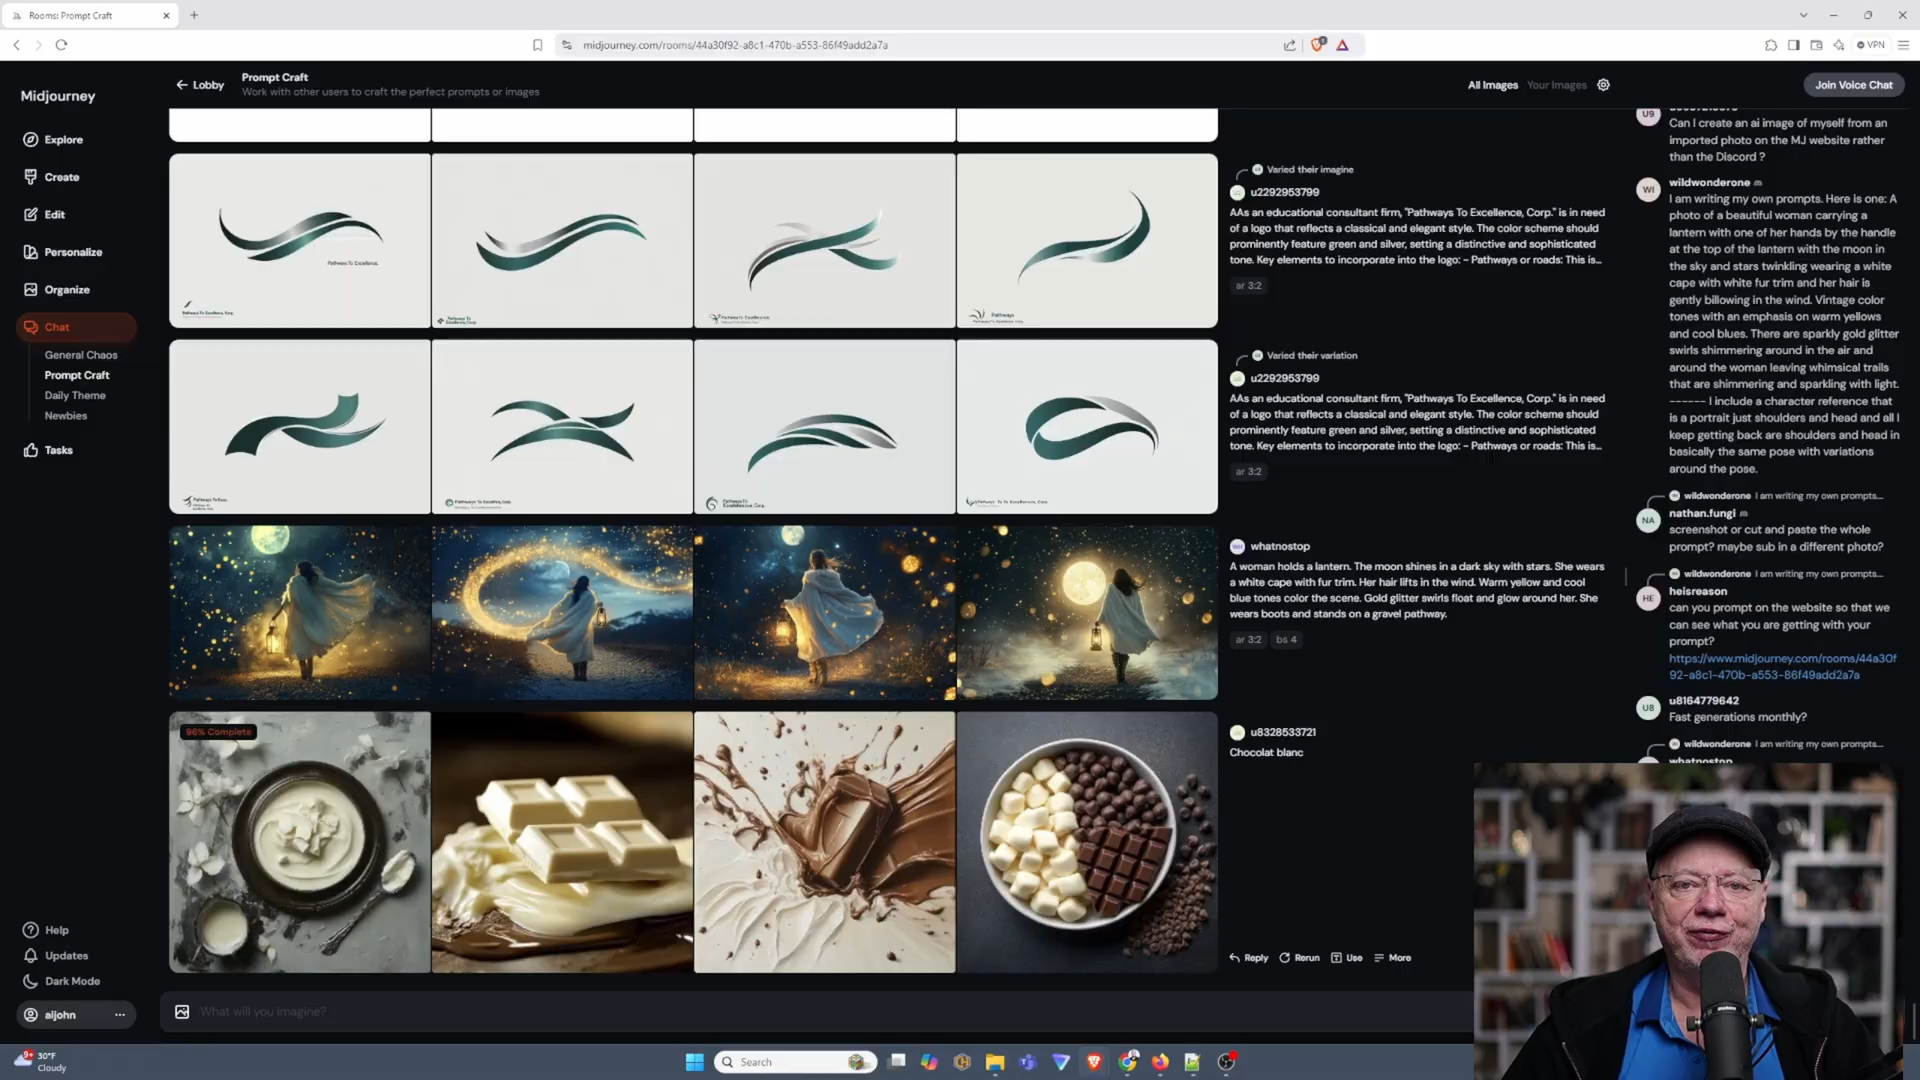 Rooms: Prompt Craft
midjourney.com/rooms/44a30f92-a8c1-470b-a553-86f49add2a7a
VPN
Midjourney
Lobby
Prompt Craft
Work with other users to craft the perfect prompts or images
All Images
Your Images
Join Voice Chat
Explore
Create
Edit
Personalize
Organize
Chat
General Chaos
Prompt Craft
Daily Theme
Newbies
Tasks
Help
Updates
Dark Mode
aijohn
Varied their imagine
u2292953799
AAs an educational consultant firm, "Pathways To Excellence, Corp." is in need
of a logo that reflects a classical and elegant style. The color scheme should
prominently feature green and silver, setting a distinctive and sophisticated
tone. Key elements to incorporate into the logo: - Pathways or roads: This is...
ar 3:2
Pathways To Excellence.
Pathways To Excellence, Corp.
Pathways
Varied their variation
u2292953799
AAs an educational consultant firm, "Pathways To Excellence, Corp." is in need
of a logo that reflects a classical and elegant style. The color scheme should
prominently feature green and silver, setting a distinctive and sophisticated
tone. Key elements to incorporate into the logo: - Pathways or roads: This is...
ar 3:2
whatnostop
A woman holds a lantern. The moon shines in a dark sky with stars. She wears
a white cape with fur trim. Her hair lifts in the wind. Warm yellow and cool
blue tones color the scene. Gold glitter swirls float and glow around her. She
wears boots and stands on a gravel pathway.
ar 3:2
bs 4
96% Complete
u8328533721
Chocolat blanc
Reply
Rerun
Use
More
What will you imagine?
U9
Can I create an ai image of myself from an
imported photo on the MJ website rather
than the Discord ?
WI
wildwonderone
I am writing my own prompts. Here is one: A
photo of a beautiful woman carrying a
lantern with one of her hands by the handle
at the top of the lantern with the moon in
the sky and stars twinkling wearing a white
cape with white fur trim and her hair is
gently billowing in the wind. Vintage color
tones with an emphasis on warm yellows
and cool blues. There are sparkly gold glitter
swirls shimmering around in the air and
around the woman leaving whimsical trails
that are shimmering and sparkling with light.
------ I include a character reference that
is a portrait just shoulders and head and all I
keep getting back are shoulders and head in
basically the same pose with variations
around the pose.
wildwonderone I am writing my own prompts....
NA
nathan.fungi
screenshot or cut and paste the whole
prompt? maybe sub in a different photo?
wildwonderone I am writing my own prompts....
HE
heisreason
can you prompt on the website so that we
can see what you are getting with your
prompt?
https://www.midjourney.com/rooms/44a30f
92-a8c1-470b-a553-86f49add2a7a
U8
u8164779642
Fast generations monthly?
wildwonderone I am writing my own prompts....
whatnostop
9+
30°F
Cloudy
Search